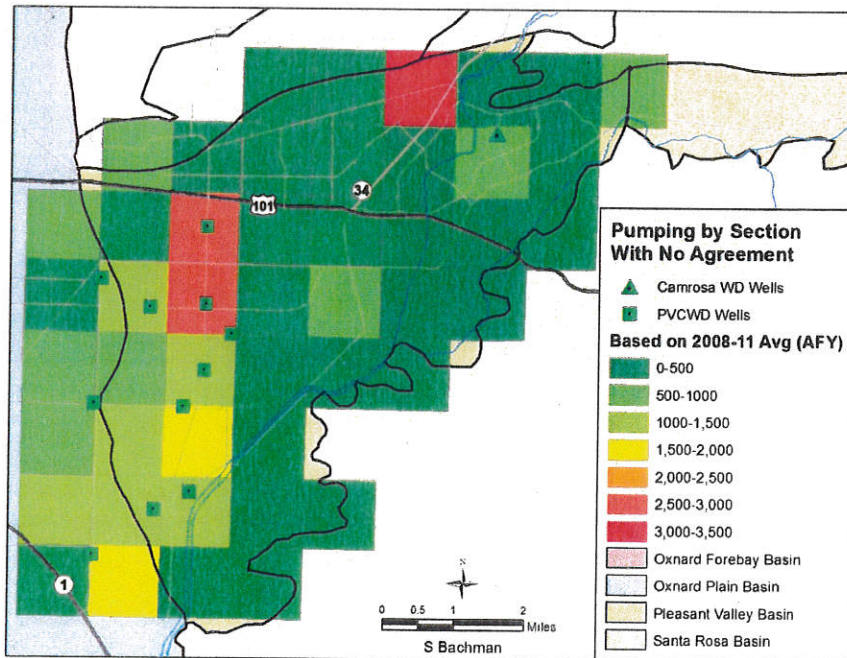 34
101
1
N
0 0.5 1 2
Miles
S Bachman
Pumping by Section
With No Agreement
Camrosa WD Wells
PVCWD Wells
Based on 2008-11 Avg (AFY)
0-500
500-1000
1000-1,500
1,500-2,000
2,000-2,500
2,500-3,000
3,000-3,500
Oxnard Forebay Basin
Oxnard Plain Basin
Pleasant Valley Basin
Santa Rosa Basin